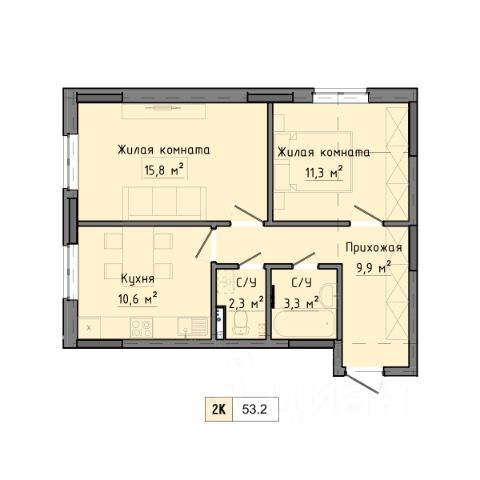 Жилая комната
15,8 м²
Жилая комната
11,3 м²
Прихожая
9,9 м²
Кухня
10,6 м²
С/У
2,3 м²
С/У
3,3 м²
2К 53.2
циан